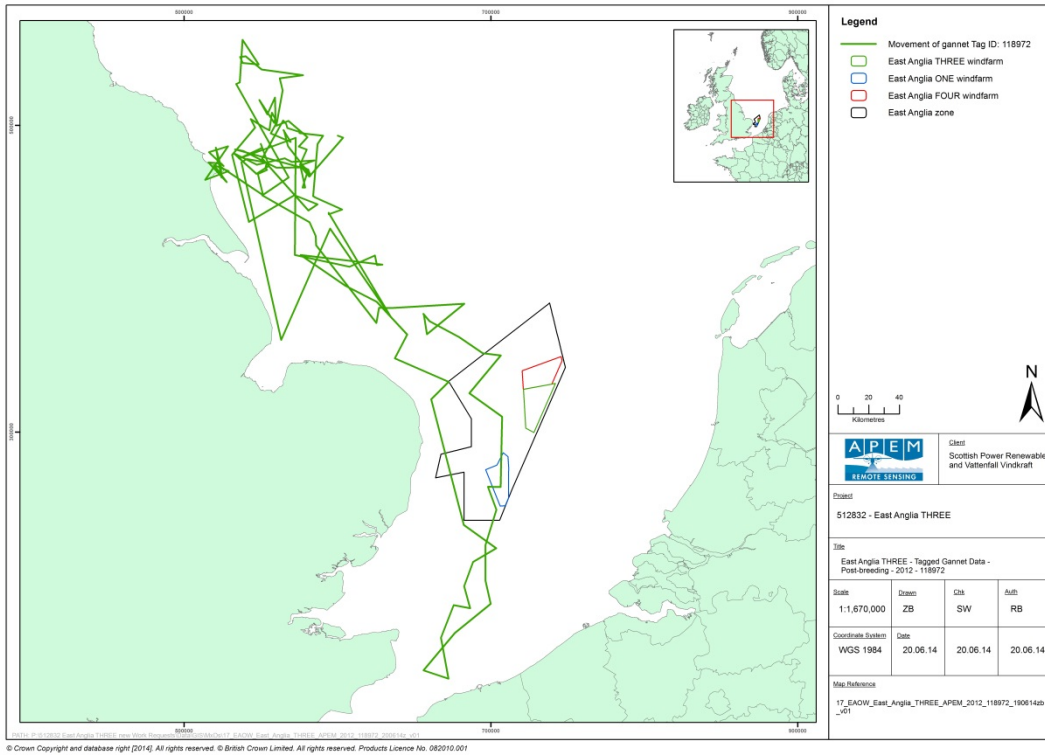 500000
700000
900000
500000
300000
Legend
Movement of gannet Tag ID: 118972
East Anglia THREE windfarm
East Anglia ONE windfarm
East Anglia FOUR windfarm
East Anglia zone
N
0 20 40
Kilometres
APEM
REMOTE SENSING
Client
Scottish Power Renewable
and Vattenfall Vindkraft
Project
512832 - East Anglia THREE
Title
East Anglia THREE - Tagged Gannet Data -
Post-breeding - 2012 - 118972
Scale Drawn Chk Auth
1:1,670,000 ZB SW RB
Coordinate System Date
WGS 1984 20.06.14 20.06.14 20.06.14
Map Reference
17_EAOW_East_Anglia_THREE_APEM_2012_118972_190614zb
_v01
500000
700000
900000
© Crown Copyright and database right [2014]. All rights reserved. © British Crown Limited. All rights reserved. Products Licence No. 082010.001